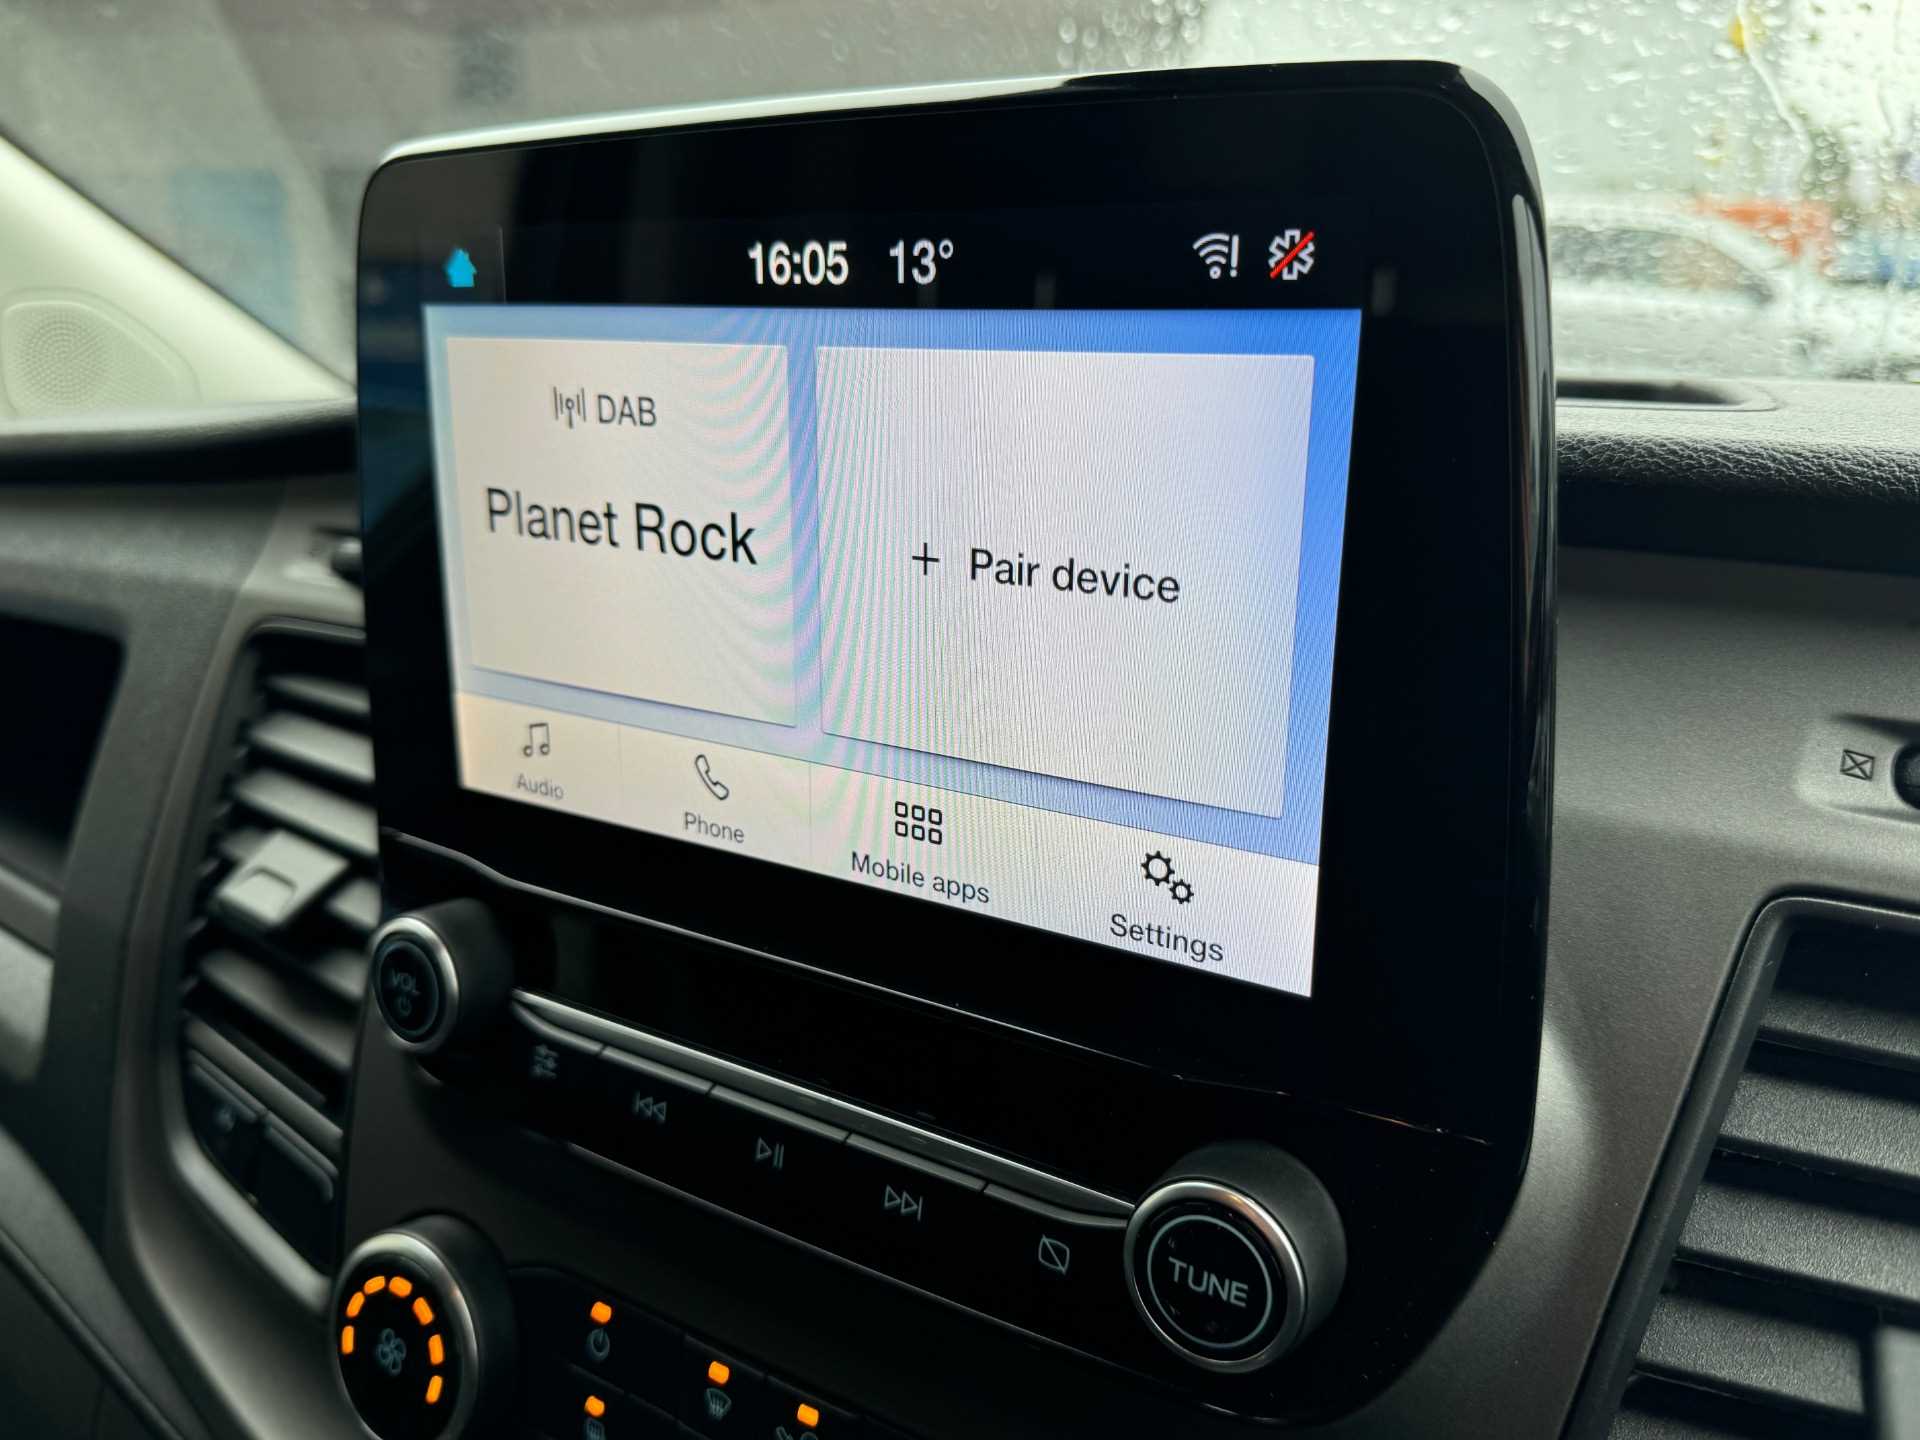 16:05 13°
DAB
Planet Rock
+ Pair device
Audio
Phone
Mobile apps
Settings
VOL
TUNE